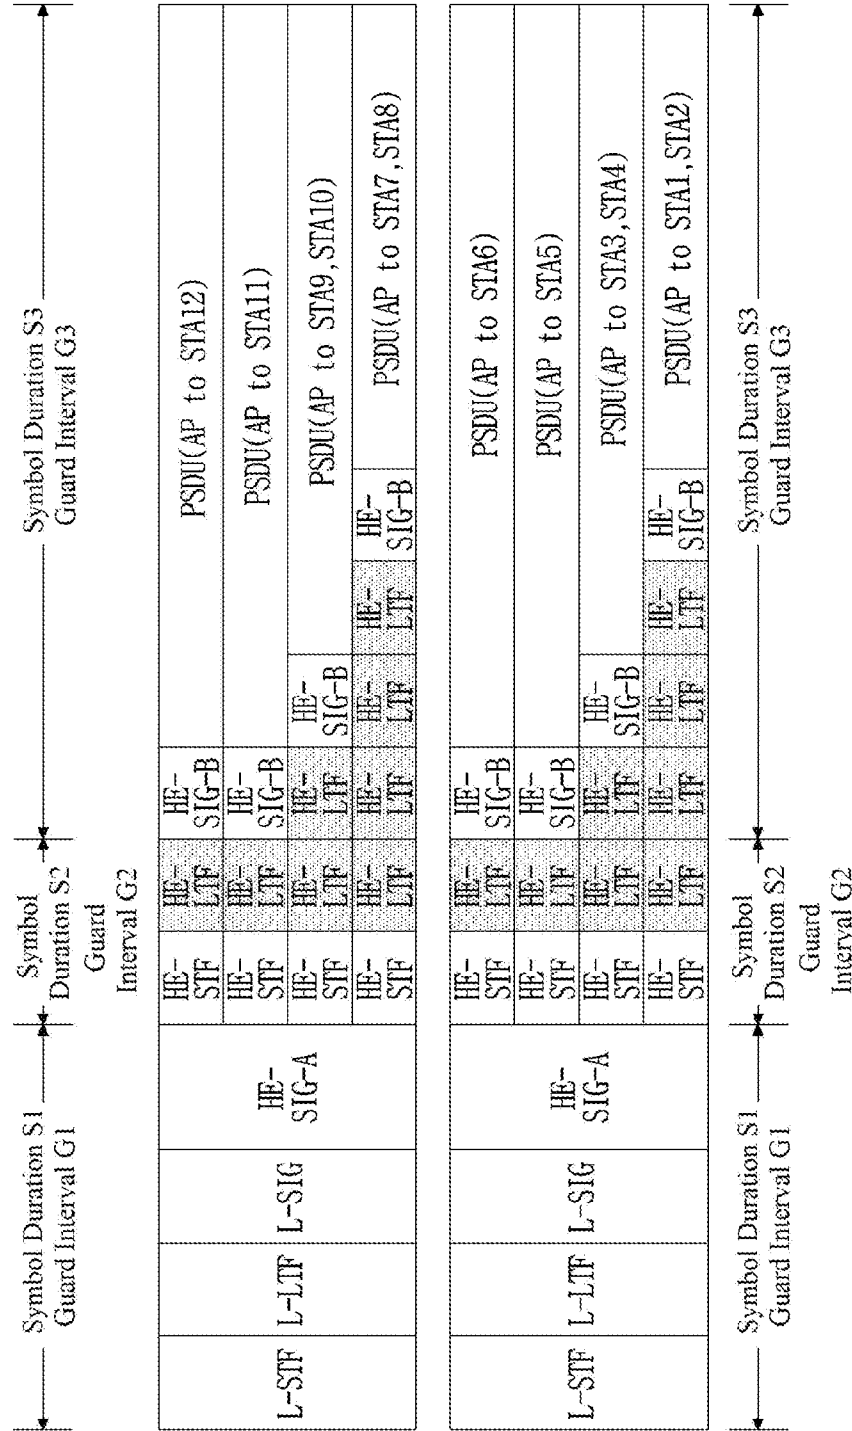 Symbol Duration S1
Guard Interval G1
Symbol
Duration S2
Guard
Interval G2
Symbol Duration S3
Guard Interval G3
L-STF
L-LTF
L-SIG
HE-
SIG-A
HE-
STF
HE-
LTF
HE-
SIG-B
PSDU(AP to STA12)
HE-
STF
HE-
LTF
HE-
SIG-B
PSDU(AP to STA11)
HE-
STF
HE-
LTF
HE-
LTF
HE-
SIG-B
PSDU(AP to STA9,STA10)
HE-
STF
HE-
LTF
HE-
LTF
HE-
LTF
HE-
LTF
HE-
SIG-B
PSDU(AP to STA7,STA8)
L-STF
L-LTF
L-SIG
HE-
SIG-A
HE-
STF
HE-
LTF
HE-
SIG-B
PSDU(AP to STA6)
HE-
STF
HE-
LTF
HE-
SIG-B
PSDU(AP to STA5)
HE-
STF
HE-
LTF
HE-
LTF
HE-
SIG-B
PSDU(AP to STA3,STA4)
HE-
STF
HE-
LTF
HE-
LTF
HE-
LTF
HE-
LTF
HE-
SIG-B
PSDU(AP to STA1,STA2)
Symbol Duration S1
Guard Interval G1
Symbol
Duration S2
Guard
Interval G2
Symbol Duration S3
Guard Interval G3